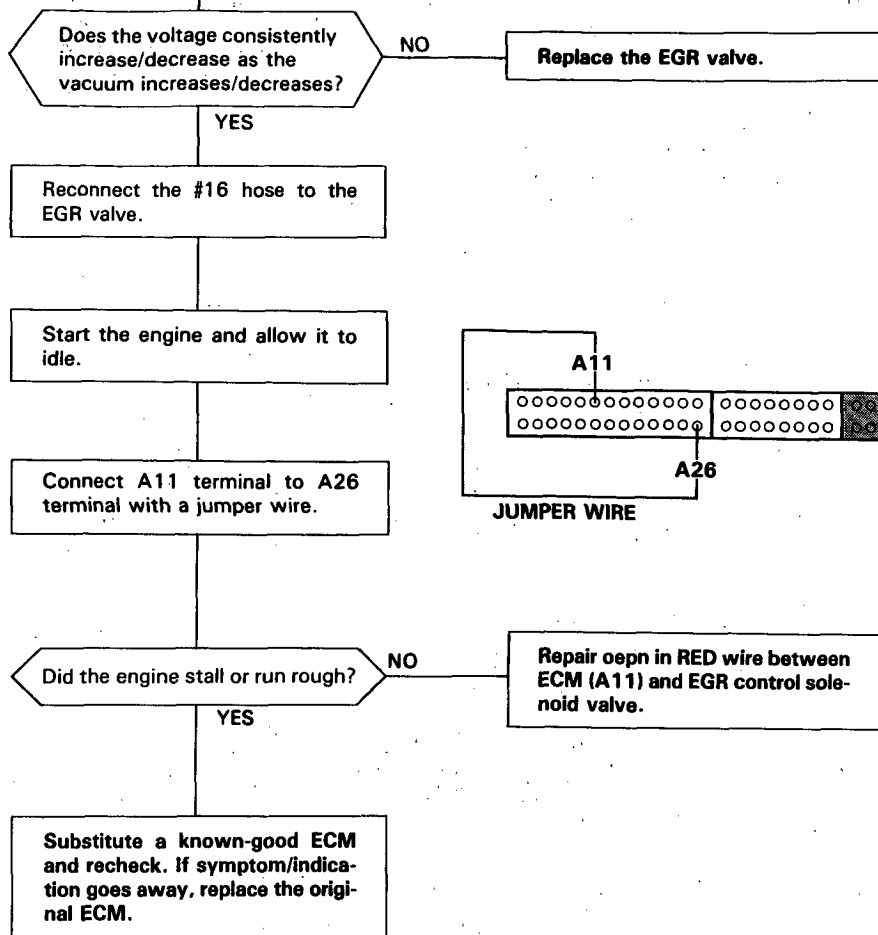 Does the voltage consistently
increase/decrease as the
vacuum increases/decreases?
NO
Replace the EGR valve.
YES
Reconnect the #16 hose to the
EGR valve.
Start the engine and allow it to
idle.
A11
Connect A11 terminal to A26
terminal with a jumper wire.
A26
JUMPER WIRE
Did the engine stall or run rough?
NO
Repair oepn in RED wire between
ECM (A11) and EGR control sole-
noid valve.
YES
Substitute a known-good ECM
and recheck. If symptom/indica-
tion goes away, replace the origi-
nal ECM.